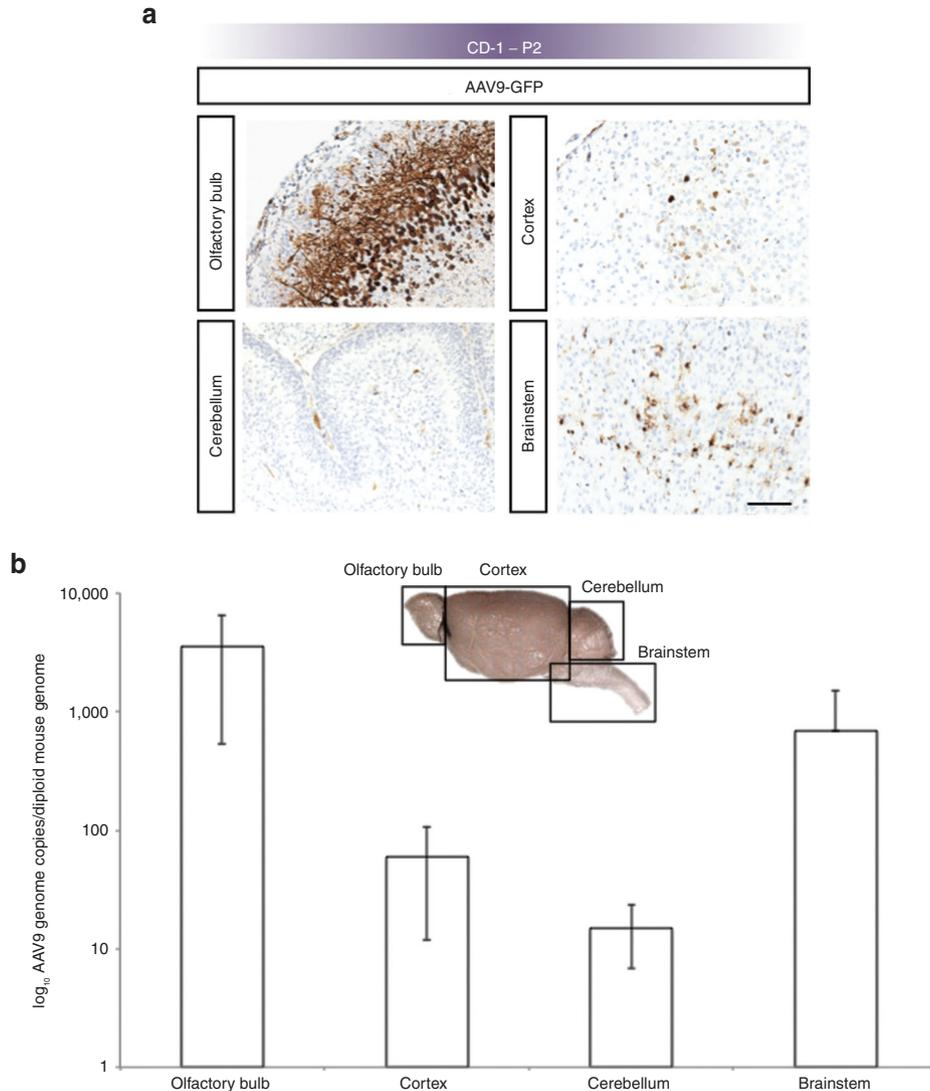 a
CD-1 – P2
AAV9-GFP
Olfactory bulb
Cortex
Cerebellum
Brainstem
b
Olfactory bulb
Cortex
Cerebellum
Brainstem
log₁₀ AAV9 genome copies/diploid mouse genome
10,000
1,000
100
10
1
Olfactory bulb
Cortex
Cerebellum
Brainstem